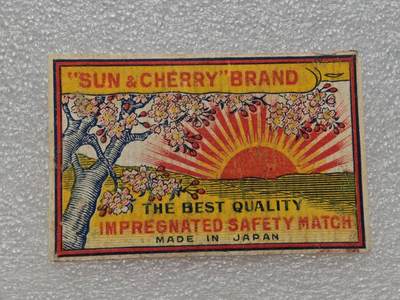 "SUN & CHERRY" BRAND
THE BEST QUALITY
IMPREGNATED SAFETY MATCH
MADE IN JAPAN